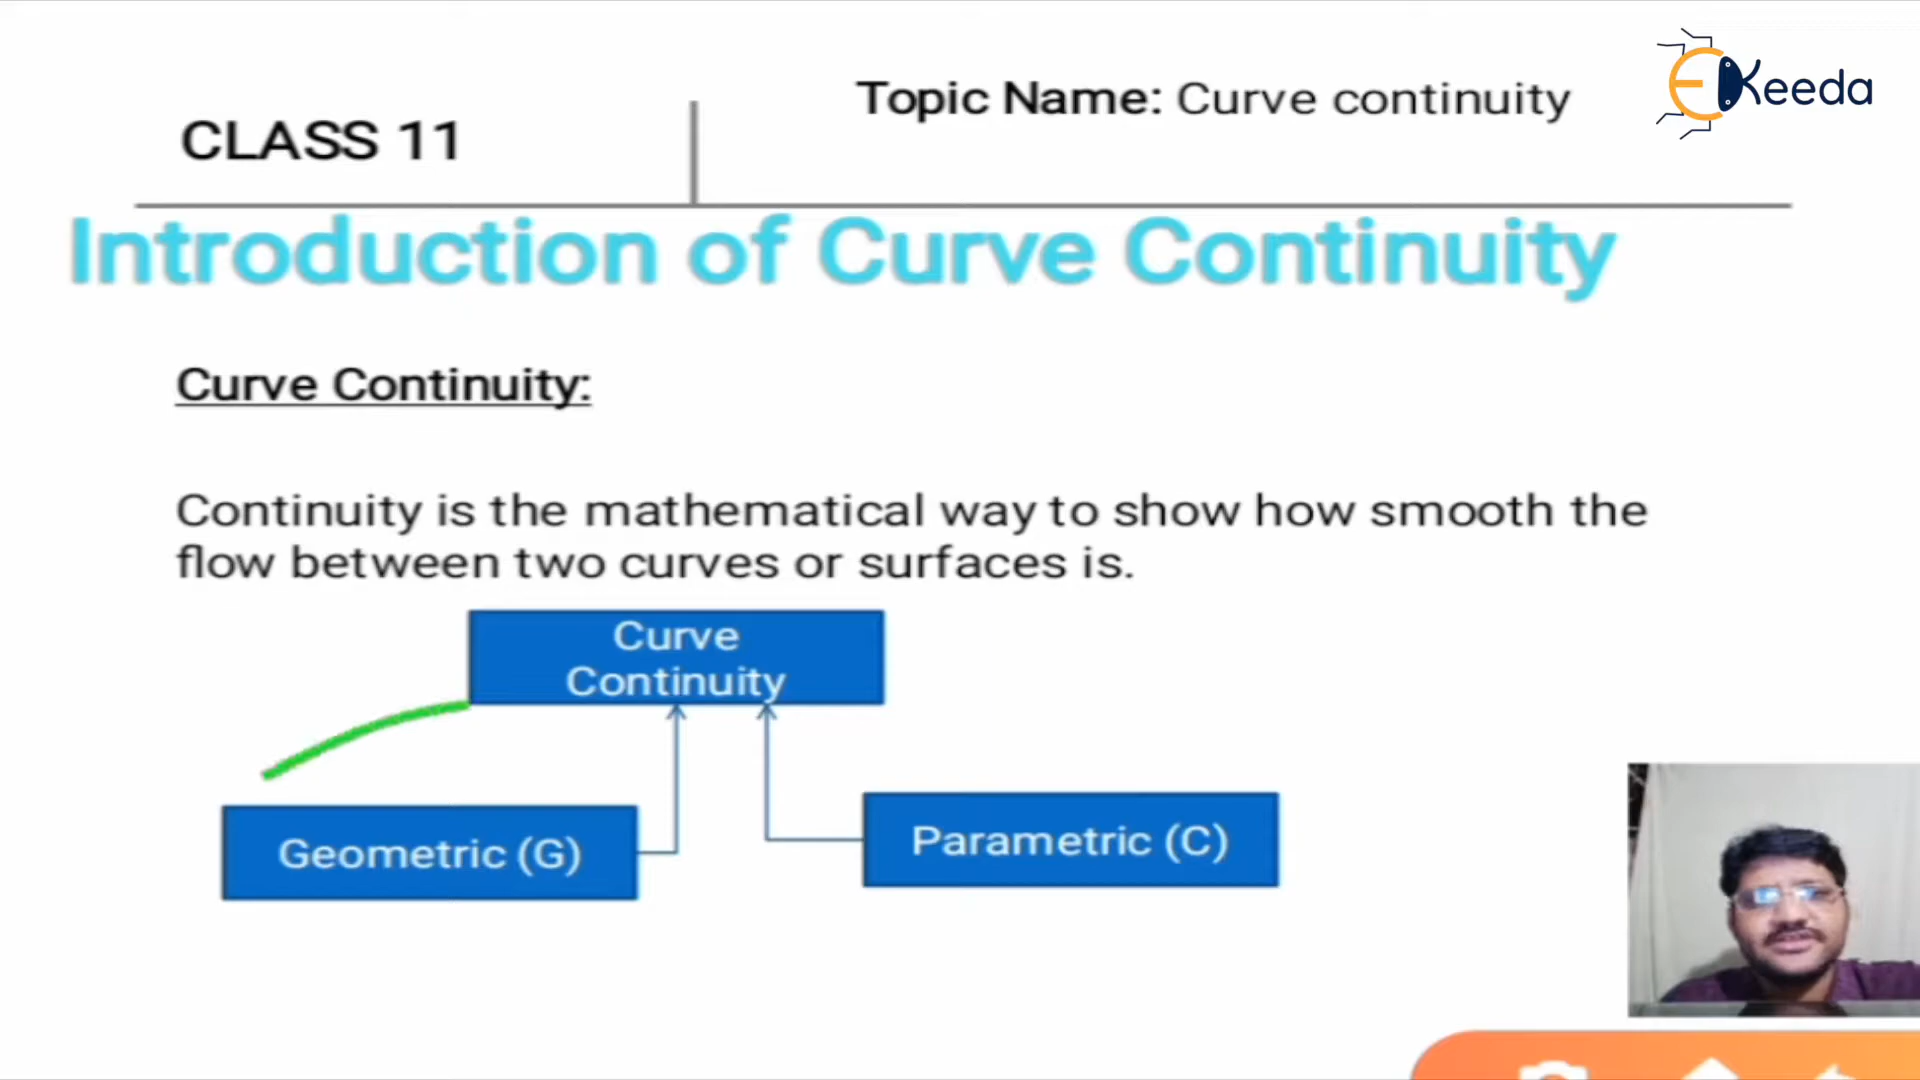 CLASS 11
Topic Name: Curve continuity
EKeeda
Introduction of Curve Continuity
Curve Continuity:
Continuity is the mathematical way to show how smooth the
flow between two curves or surfaces is.
Curve
Continuity
Geometric (G)
Parametric (C)